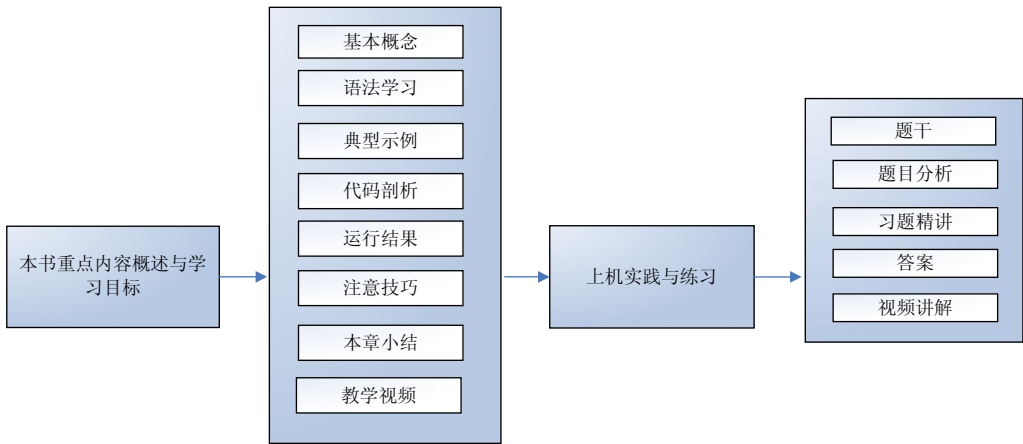 本书重点内容概述与学
习目标
基本概念
语法学习
典型示例
代码剖析
运行结果
注意技巧
本章小结
教学视频
上机实践与练习
题干
题目分析
习题精讲
答案
视频讲解